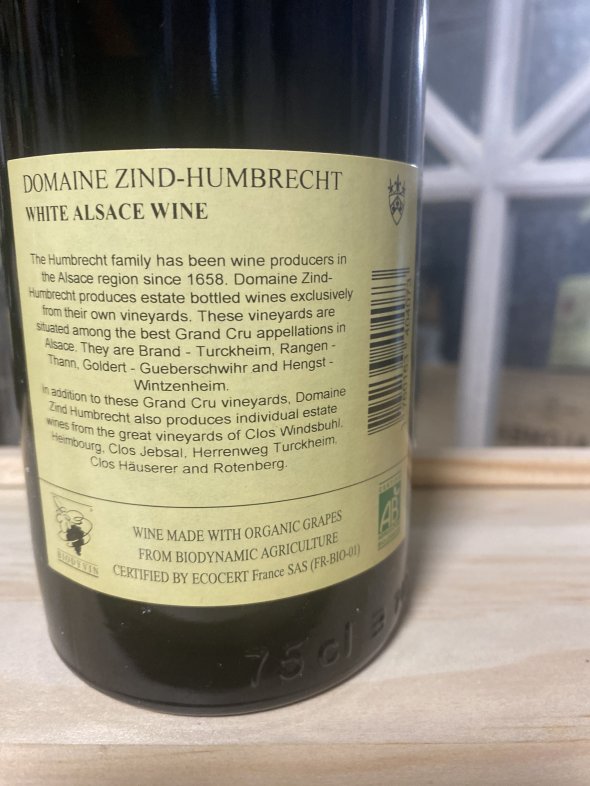 DOMAINE ZIND-HUMBRECHT
WHITE ALSACE WINE
The Humbrecht family has been wine producers in
the Alsace region since 1658. Domaine Zind-
Humbrecht produces estate bottled wines exclusively
from their own vineyards. These vineyards are
situated among the best Grand Cru appellations in
Alsace. They are Brand - Turckheim, Rangen -
Thann, Goldert - Gueberschwihr and Hengst -
Wintzenheim.
In addition to these Grand Cru vineyards, Domaine
Zind Humbrecht also produces individual estate
wines from the great vineyards of Clos Windsbuhl,
Heimbourg, Clos Jebsal, Herrenweg Turckheim,
Clos Häuserer and Rotenberg.
BIODYVIN
WINE MADE WITH ORGANIC GRAPES
FROM BIODYNAMIC AGRICULTURE
CERTIFIED BY ECOCERT France SAS (FR-BIO-01)
AB
75cl